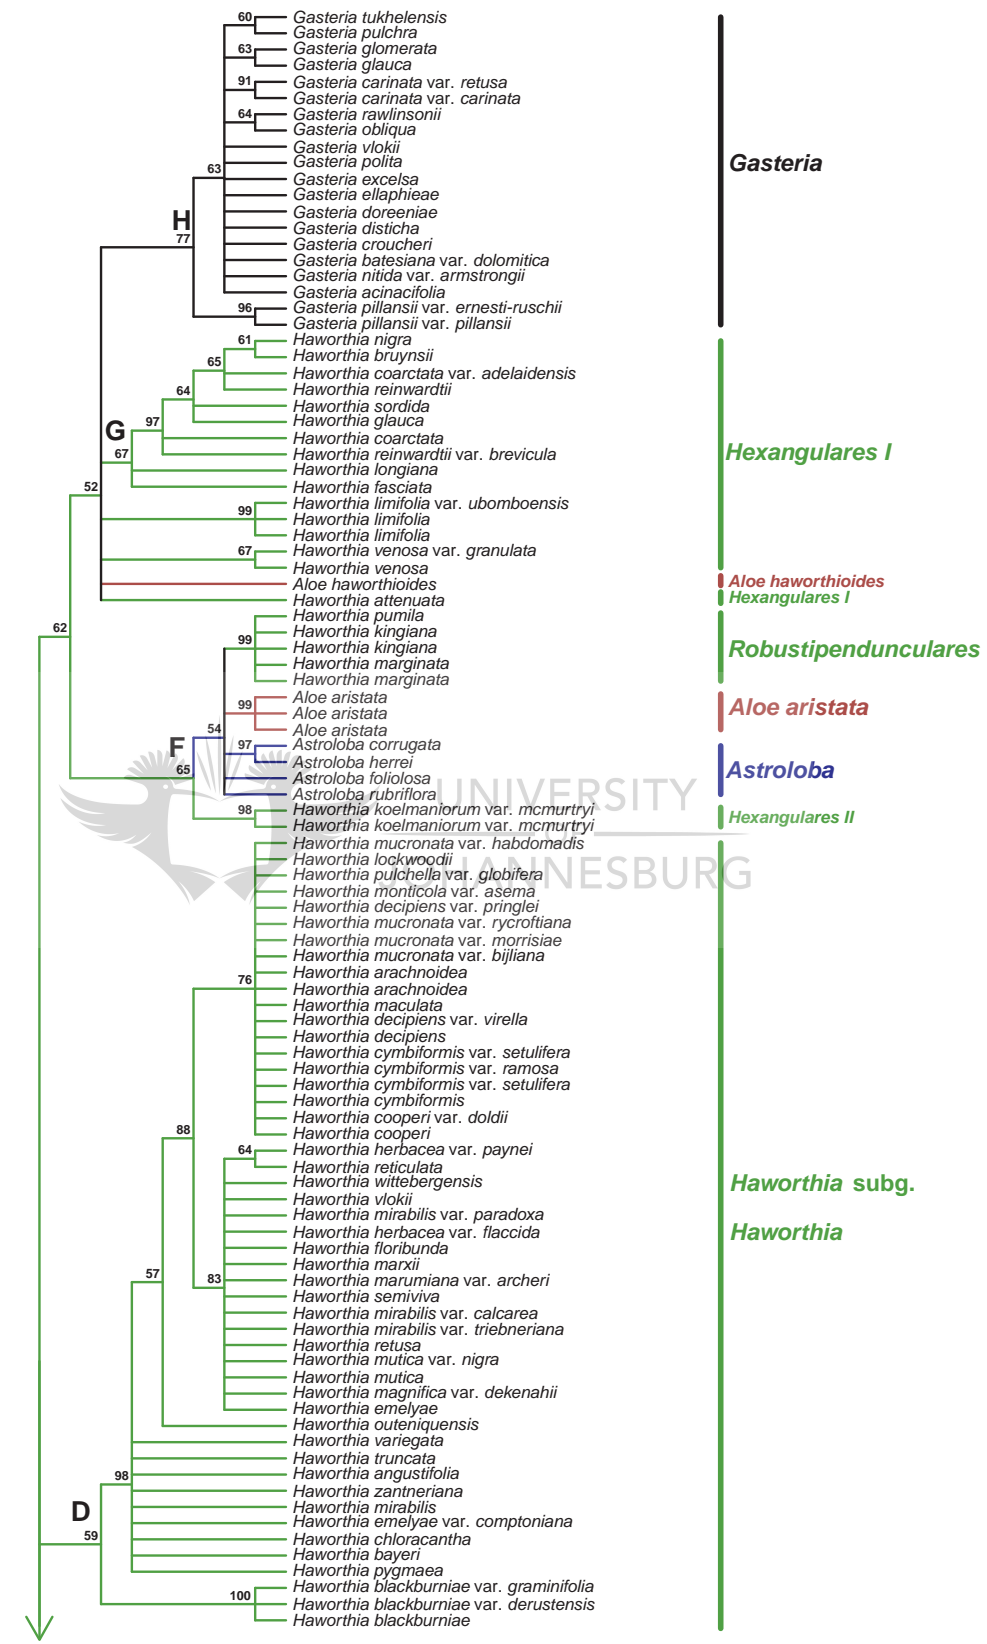 60 Gasteria tukhelensis
Gasteria pulchra
63 Gasteria glomerata
Gasteria glauca
91 Gasteria carinata var. retusa
Gasteria carinata var. carinata
64 Gasteria rawlinsonii
Gasteria obliqua
Gasteria vlokii
Gasteria polita
63 Gasteria excelsa
Gasteria
Gasteria ellaphieae
Gasteria doreeniae
H Gasteria disticha
77 Gasteria croucheri
Gasteria batesiana var. dolomitica
Gasteria nitida var. armstrongii
Gasteria acinacifolia
96 Gasteria pillansii var. ernesti-ruschii
Gasteria pillansii var. pillansii
61 Haworthia nigra
Haworthia bruynsii
65 Haworthia coarctata var. adelaidensis
Haworthia reinwardtii
64 Haworthia sordida
Haworthia glauca
97 Haworthia coarctata
G
67 Haworthia reinwardtii var. brevicula
Hexangulares I
Haworthia longiana
52 Haworthia fasciata
Haworthia limifolia var. ubomboensis
99 Haworthia limifolia
Haworthia limifolia
67 Haworthia venosa var. granulata
Haworthia venosa
Aloe haworthioides
Aloe haworthioides
Haworthia attenuata
Hexangulares I
62 Haworthia pumila
Haworthia kingiana
99 Haworthia kingiana
Robustipendunculares
Haworthia marginata
Haworthia marginata
Aloe aristata
99 Aloe aristata
Aloe aristata
54 Aloe aristata
F 97 Astroloba corrugata
Astroloba herrei
65 Astroloba foliolosa
Astroloba
Astroloba rubriflora
98 Haworthia koelmaniorum var. mcmurtryi
Hexangulares II
Haworthia koelmaniorum var. mcmurtryi
UNIVERSITY
OF
JOHANNESBURG
Haworthia mucronata var. habdomadis
Haworthia lockwoodii
Haworthia pulchella var. globifera
Haworthia monticola var. asema
Haworthia decipiens var. pringlei
Haworthia mucronata var. rycroftiana
Haworthia mucronata var. morrisiae
Haworthia mucronata var. bijliana
Haworthia arachnoidea
76 Haworthia arachnoidea
Haworthia maculata
Haworthia decipiens var. virella
Haworthia decipiens
Haworthia cymbiformis var. setulifera
Haworthia cymbiformis var. ramosa
Haworthia cymbiformis var. setulifera
Haworthia cymbiformis
Haworthia cooperi var. doldii
88 Haworthia cooperi
64 Haworthia herbacea var. paynei
Haworthia reticulata
Haworthia wittebergensis
Haworthia subg.
Haworthia vlokii
Haworthia mirabilis var. paradoxa
Haworthia herbacea var. flaccida
Haworthia
Haworthia floribunda
Haworthia marxii
57 83 Haworthia marumiana var. archeri
Haworthia semiviva
Haworthia mirabilis var. calcarea
Haworthia mirabilis var. triebneriana
Haworthia retusa
Haworthia mutica var. nigra
Haworthia mutica
Haworthia magnifica var. dekenahii
Haworthia emelyae
Haworthia outeniquensis
Haworthia variegata
Haworthia truncata
98 Haworthia angustifolia
Haworthia zantneriana
D Haworthia mirabilis
Haworthia emelyae var. comptoniana
59 Haworthia chloracantha
Haworthia bayeri
Haworthia pygmaea
Haworthia blackburniae var. graminifolia
100 Haworthia blackburniae var. derustensis
Haworthia blackburniae